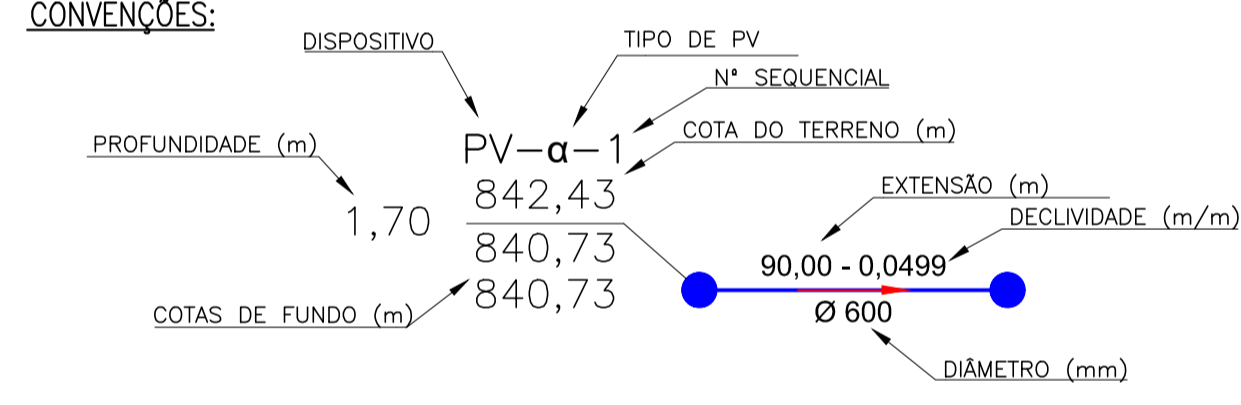 CONVENÇÕES:
DISPOSITIVO
TIPO DE PV
Nº SEQUENCIAL
PROFUNDIDADE (m)
PV-α-1
COTA DO TERRENO (m)
842,43
1,70
EXTENSÃO (m)
DECLIVIDADE (m/m)
840,73
90,00 - 0,0499
840,73
COTAS DE FUNDO (m)
Ø 600
DIÂMETRO (mm)